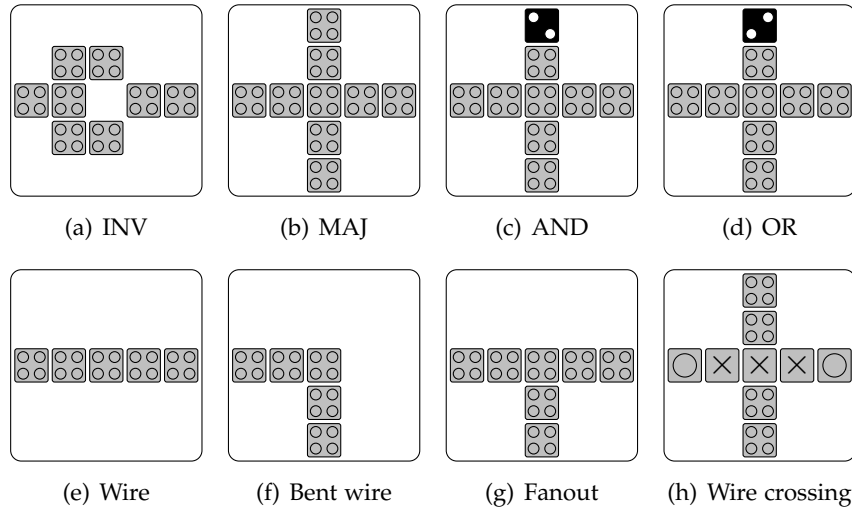 (a) INV (b) MAJ (c) AND (d) OR
(e) Wire (f) Bent wire (g) Fanout (h) Wire crossing